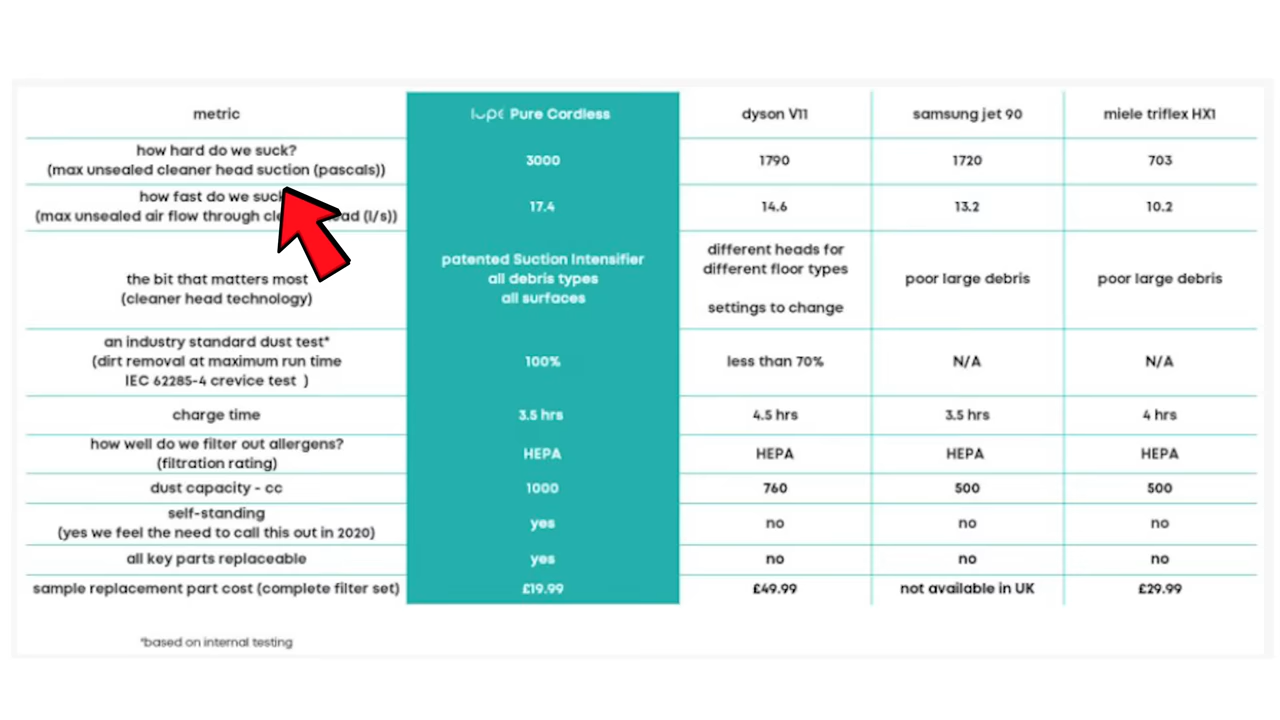 metric
lupe Pure Cordless
dyson V11
samsung jet 90
miele triflex HX1
how hard do we suck?
(max unsealed cleaner head suction (pascals))
3000
1790
1720
703
how fast do we suck
(max unsealed air flow through head (l/s))
17.4
14.6
13.2
10.2
the bit that matters most
(cleaner head technology)
patented Suction Intensifier
all debris types
all surfaces
different heads for
different floor types
settings to change
poor large debris
poor large debris
an industry standard dust test*
(dirt removal at maximum run time
IEC 62285-4 crevice test )
100%
less than 70%
N/A
N/A
charge time
3.5 hrs
4.5 hrs
3.5 hrs
4 hrs
how well do we filter out allergens?
(filtration rating)
HEPA
HEPA
HEPA
HEPA
dust capacity - cc
1000
760
500
500
self-standing
(yes we feel the need to call this out in 2020)
yes
no
no
no
all key parts replaceable
yes
no
no
no
sample replacement part cost (complete filter set)
£19.99
£49.99
not available in UK
£29.99
*based on internal testing